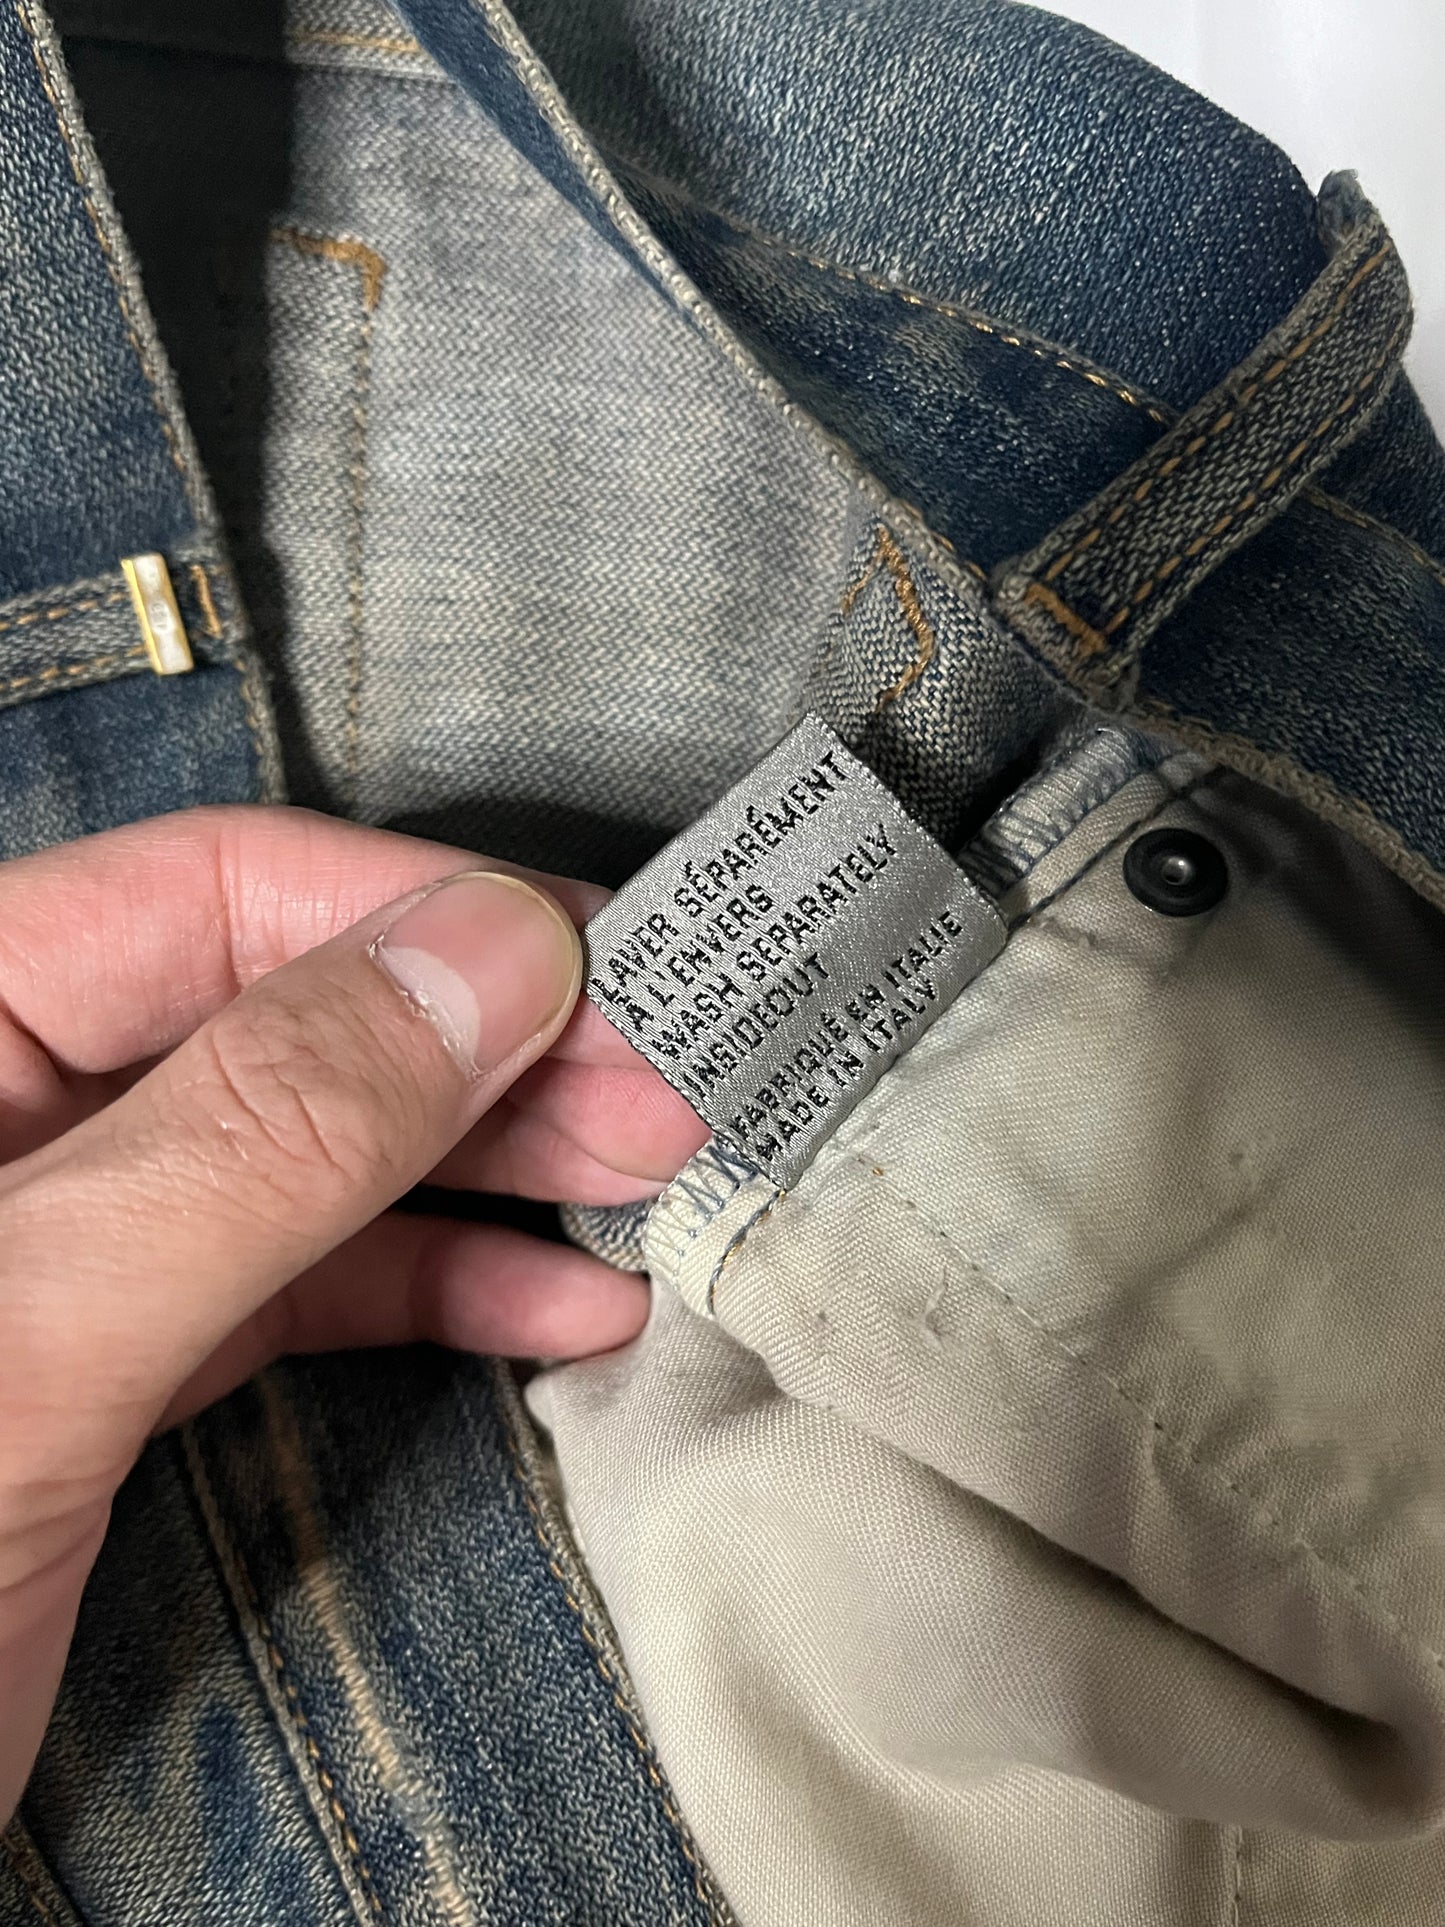 LAVER SÉPARÉMENT
A L'ENVERS
WASH SEPARATELY
INSIDEOUT
FABRIQUÉ EN ITALIE
MADE IN ITALY